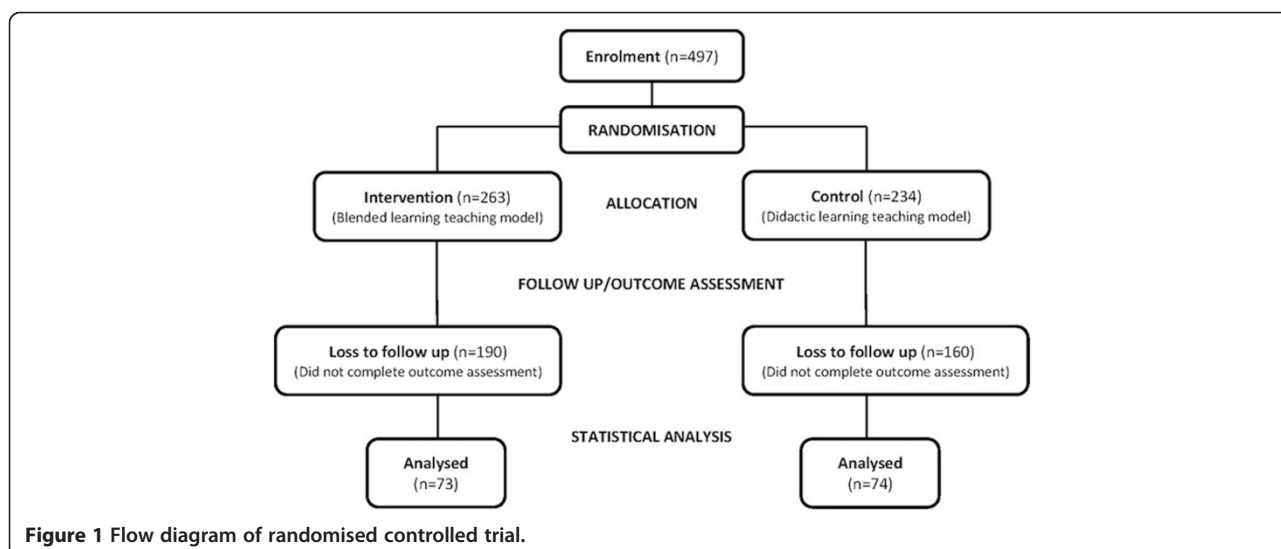 Enrolment (n=497)
RANDOMISATION
Intervention (n=263)
(Blended learning teaching model)
ALLOCATION
Control (n=234)
(Didactic learning teaching model)
FOLLOW UP/OUTCOME ASSESSMENT
Loss to follow up (n=190)
(Did not complete outcome assessment)
Loss to follow up (n=160)
(Did not complete outcome assessment)
STATISTICAL ANALYSIS
Analysed
(n=73)
Analysed
(n=74)
Figure 1 Flow diagram of randomised controlled trial.